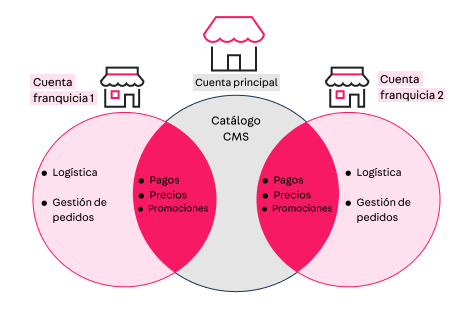 Cuenta principal
Cuenta
franquicia 1
Cuenta
franquicia 2
Catálogo
CMS
Logística
Gestión de
pedidos
Pagos
Precios
Promociones
Pagos
Precios
Promociones
Logística
Gestión de
pedidos